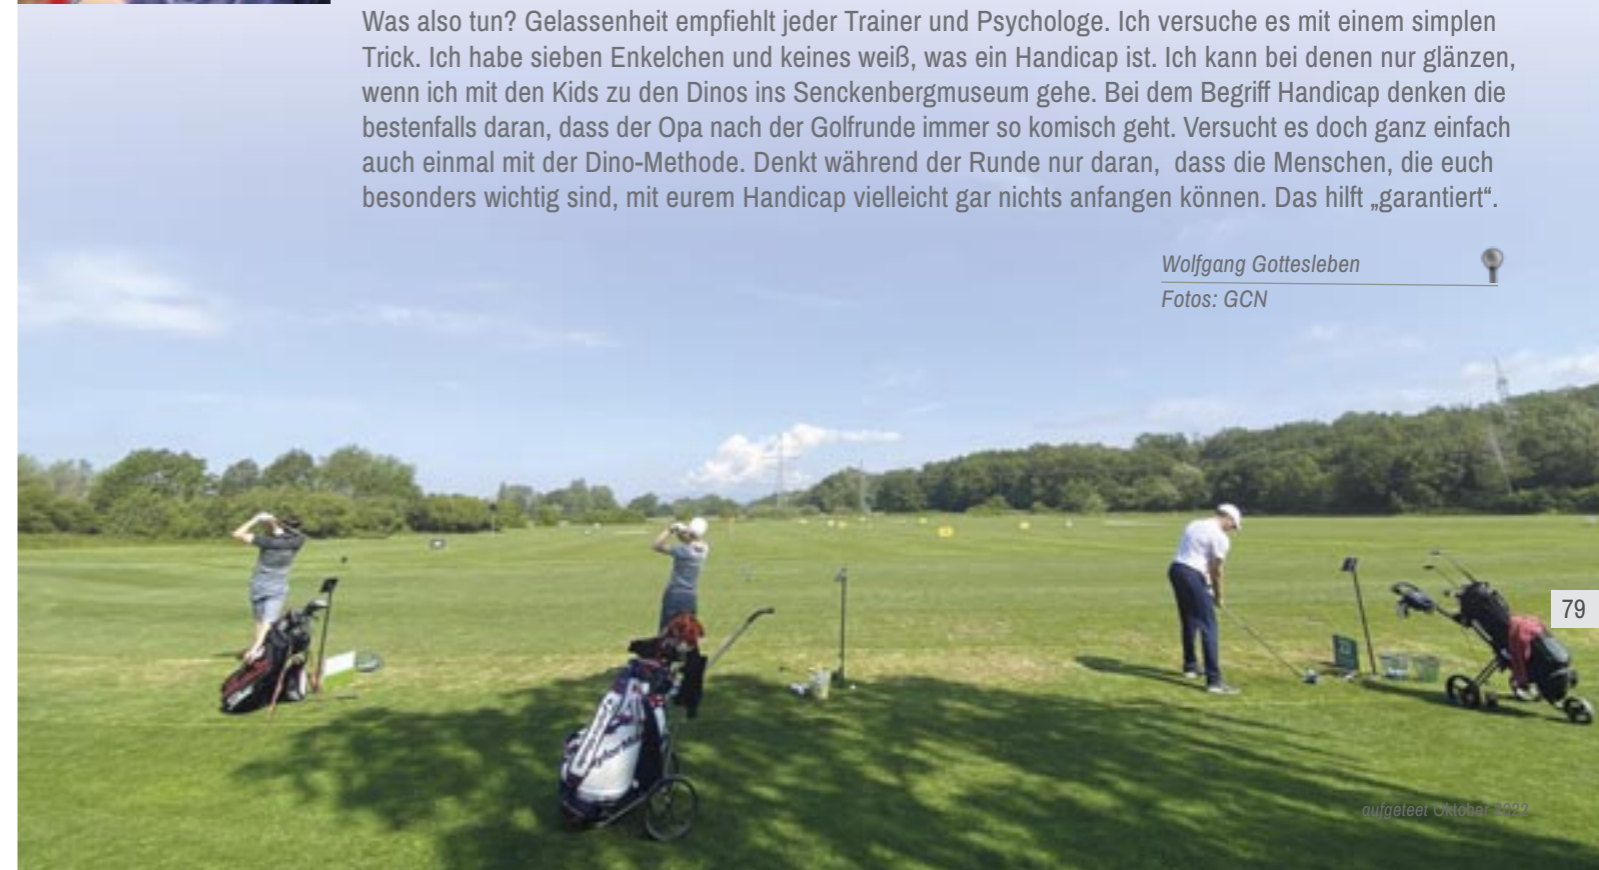 Was also tun? Gelassenheit empfiehlt jeder Trainer und Psychologe. Ich versuche es mit einem simplen
Trick. Ich habe sieben Enkelchen und keines weiß, was ein Handicap ist. Ich kann bei denen nur glänzen,
wenn ich mit den Kids zu den Dinos ins Senckenbergmuseum gehe. Bei dem Begriff Handicap denken die
bestenfalls daran, dass der Opa nach der Golfrunde immer so komisch geht. Versucht es doch ganz einfach
auch einmal mit der Dino-Methode. Denkt während der Runde nur daran, dass die Menschen, die euch
besonders wichtig sind, mit eurem Handicap vielleicht gar nichts anfangen können. Das hilft „garantiert“.
Wolfgang Gottesleben
Fotos: GCN
79
aufgeteet Oktober 2022